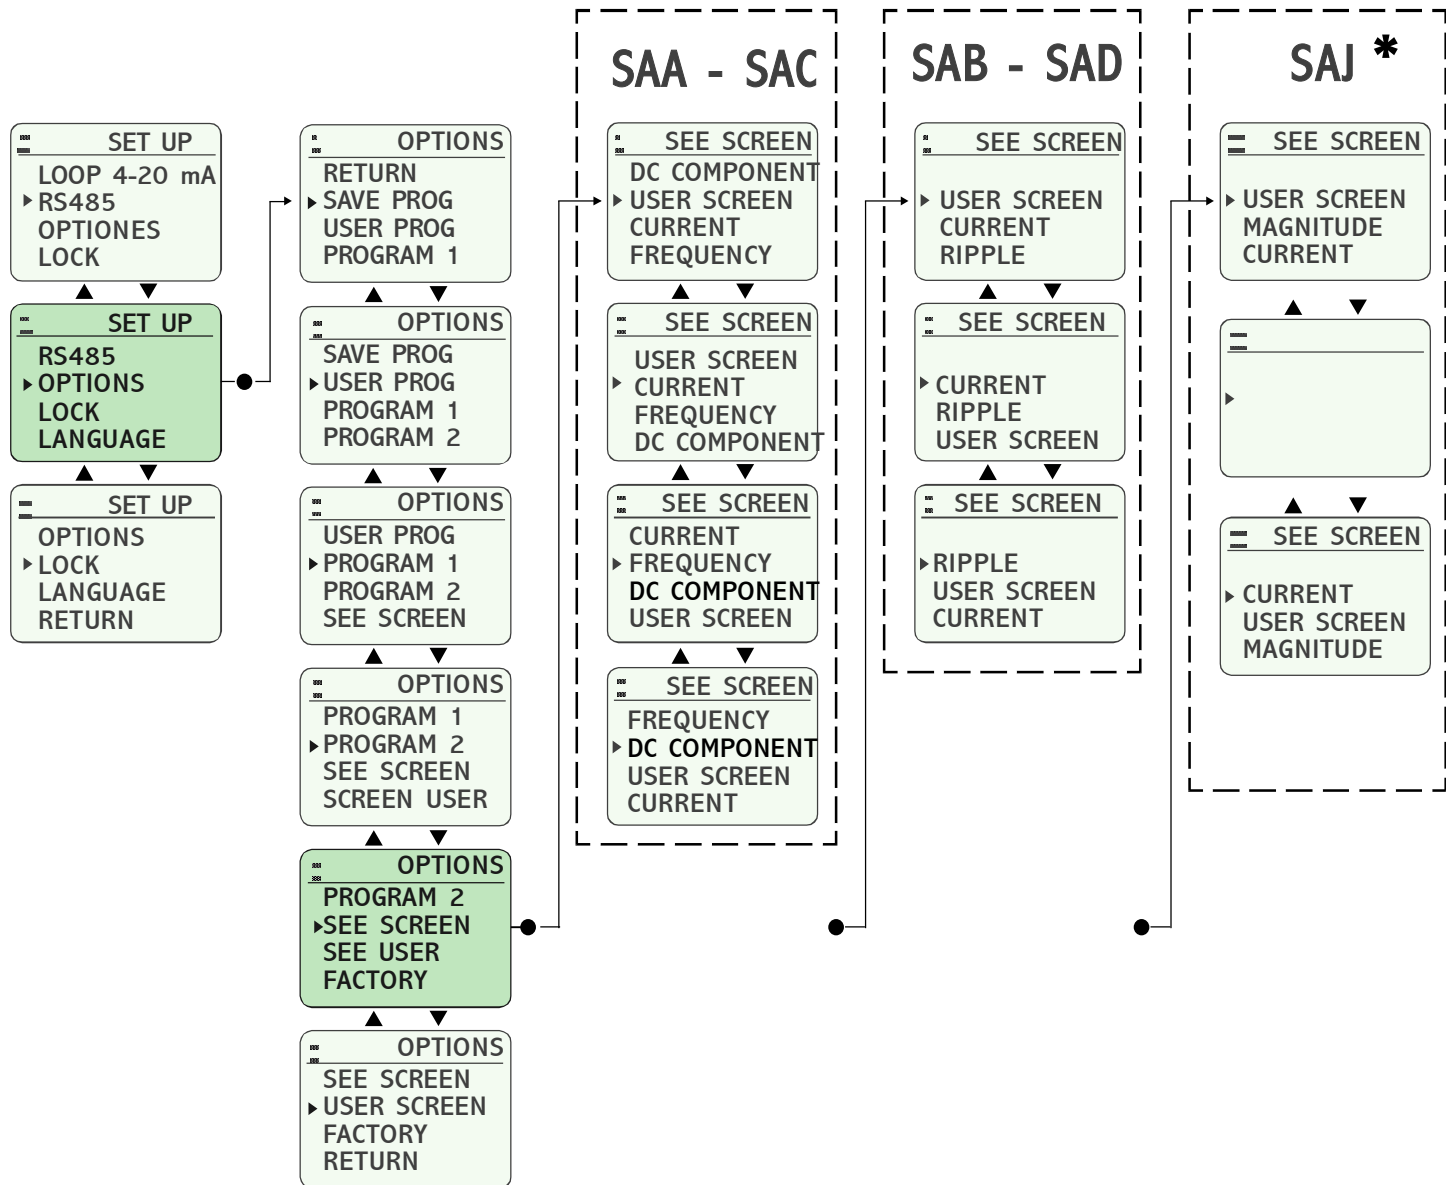 SAA - SAC
SAB - SAD
SAJ *
SET UP
LOOP 4-20 mA
RS485
OPTIONES
LOCK
SET UP
RS485
OPTIONS
LOCK
LANGUAGE
SET UP
OPTIONS
LOCK
LANGUAGE
RETURN
OPTIONS
RETURN
SAVE PROG
USER PROG
PROGRAM 1
OPTIONS
SAVE PROG
USER PROG
PROGRAM 1
PROGRAM 2
OPTIONS
USER PROG
PROGRAM 1
PROGRAM 2
SEE SCREEN
OPTIONS
PROGRAM 1
PROGRAM 2
SEE SCREEN
SCREEN USER
OPTIONS
PROGRAM 2
SEE SCREEN
SEE USER
FACTORY
OPTIONS
SEE SCREEN
USER SCREEN
FACTORY
RETURN
SEE SCREEN
DC COMPONENT
USER SCREEN
CURRENT
FREQUENCY
SEE SCREEN
USER SCREEN
CURRENT
FREQUENCY
DC COMPONENT
SEE SCREEN
CURRENT
FREQUENCY
DC COMPONENT
USER SCREEN
SEE SCREEN
FREQUENCY
DC COMPONENT
USER SCREEN
CURRENT
SEE SCREEN
USER SCREEN
CURRENT
RIPPLE
SEE SCREEN
CURRENT
RIPPLE
USER SCREEN
SEE SCREEN
RIPPLE
USER SCREEN
CURRENT
SEE SCREEN
USER SCREEN
MAGNITUDE
CURRENT
SEE SCREEN
CURRENT
USER SCREEN
MAGNITUDE